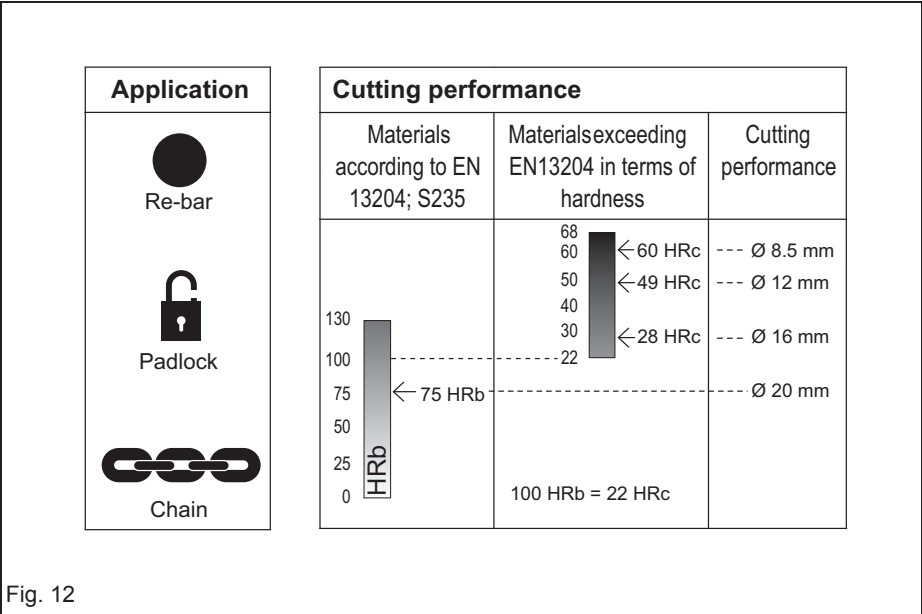 Application
Re-bar
Padlock
Chain
Cutting performance
Materials
according to EN
13204; S235
Materials exceeding
EN13204 in terms of
hardness
Cutting
performance
130
100
75
50
25
0
HRb
75 HRb
68
60
50
40
30
22
60 HRc
49 HRc
28 HRc
100 HRb = 22 HRc
Ø 8.5 mm
Ø 12 mm
Ø 16 mm
Ø 20 mm
Fig. 12